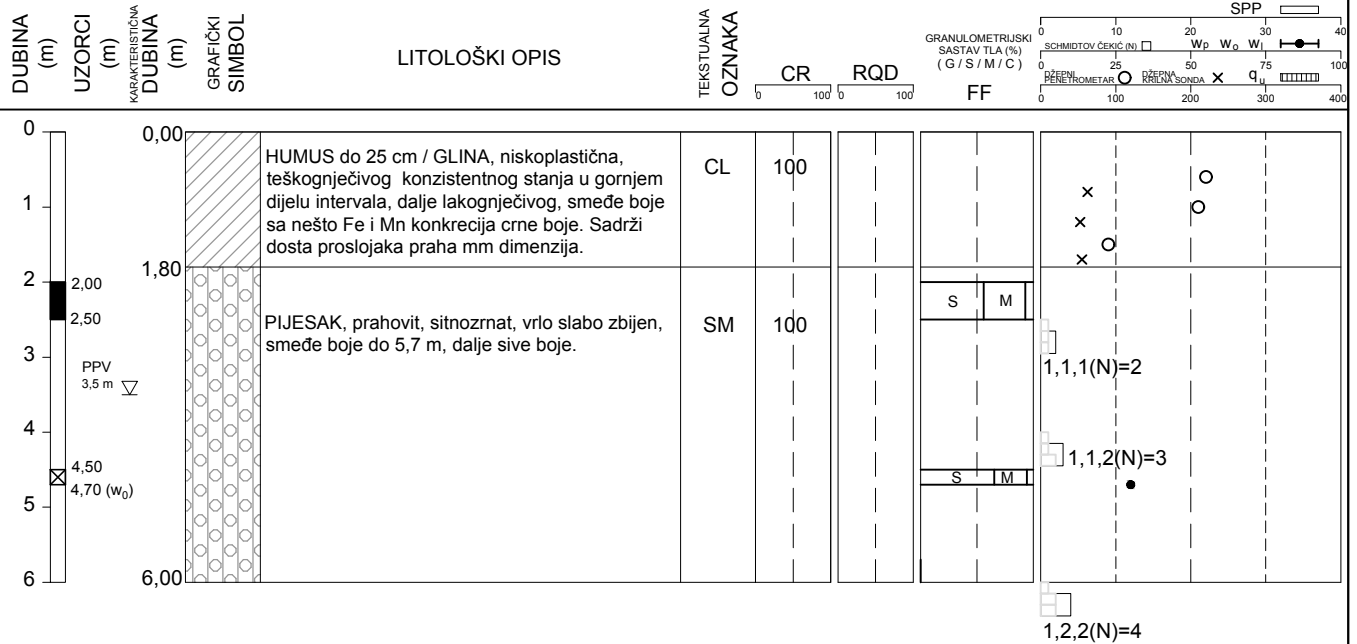 DUBINA (m)
UZORCI (m)
KARAKTERISTIČNA DUBINA (m)
GRAFIČKI SIMBOL
LITOLOŠKI OPIS
TEKSTUALNA OZNAKA
CR
0 100
RQD
0 100
GRANULOMETRIJSKI
SASTAV TLA (%)
( G / S / M / C )
FF
SPP
0 10 20 30 40
SCHMIDTOV ČEKIĆ (N) wP wo wl
0 25 50 75 100
DŽEPNI PENETROMETAR DŽEPNA KRILNA SONDA qu
0 100 200 300 400
0
0,00
HUMUS do 25 cm / GLINA, niskoplastična,
teškognječivog konzistentnog stanja u gornjem
dijelu intervala, dalje lakognječivog, smeđe boje
sa nešto Fe i Mn konkrecija crne boje. Sadrži
dosta proslojaka praha mm dimenzija.
CL
100
1
1,80
2
2,00
2,50
PIJESAK, prahovit, sitnozrnat, vrlo slabo zbijen,
smeđe boje do 5,7 m, dalje sive boje.
SM
100
S M
3
1,1,1(N)=2
PPV
3,5 m
4
1,1,2(N)=3
4,50
4,70 (w0)
S M
5
6
6,00
1,2,2(N)=4